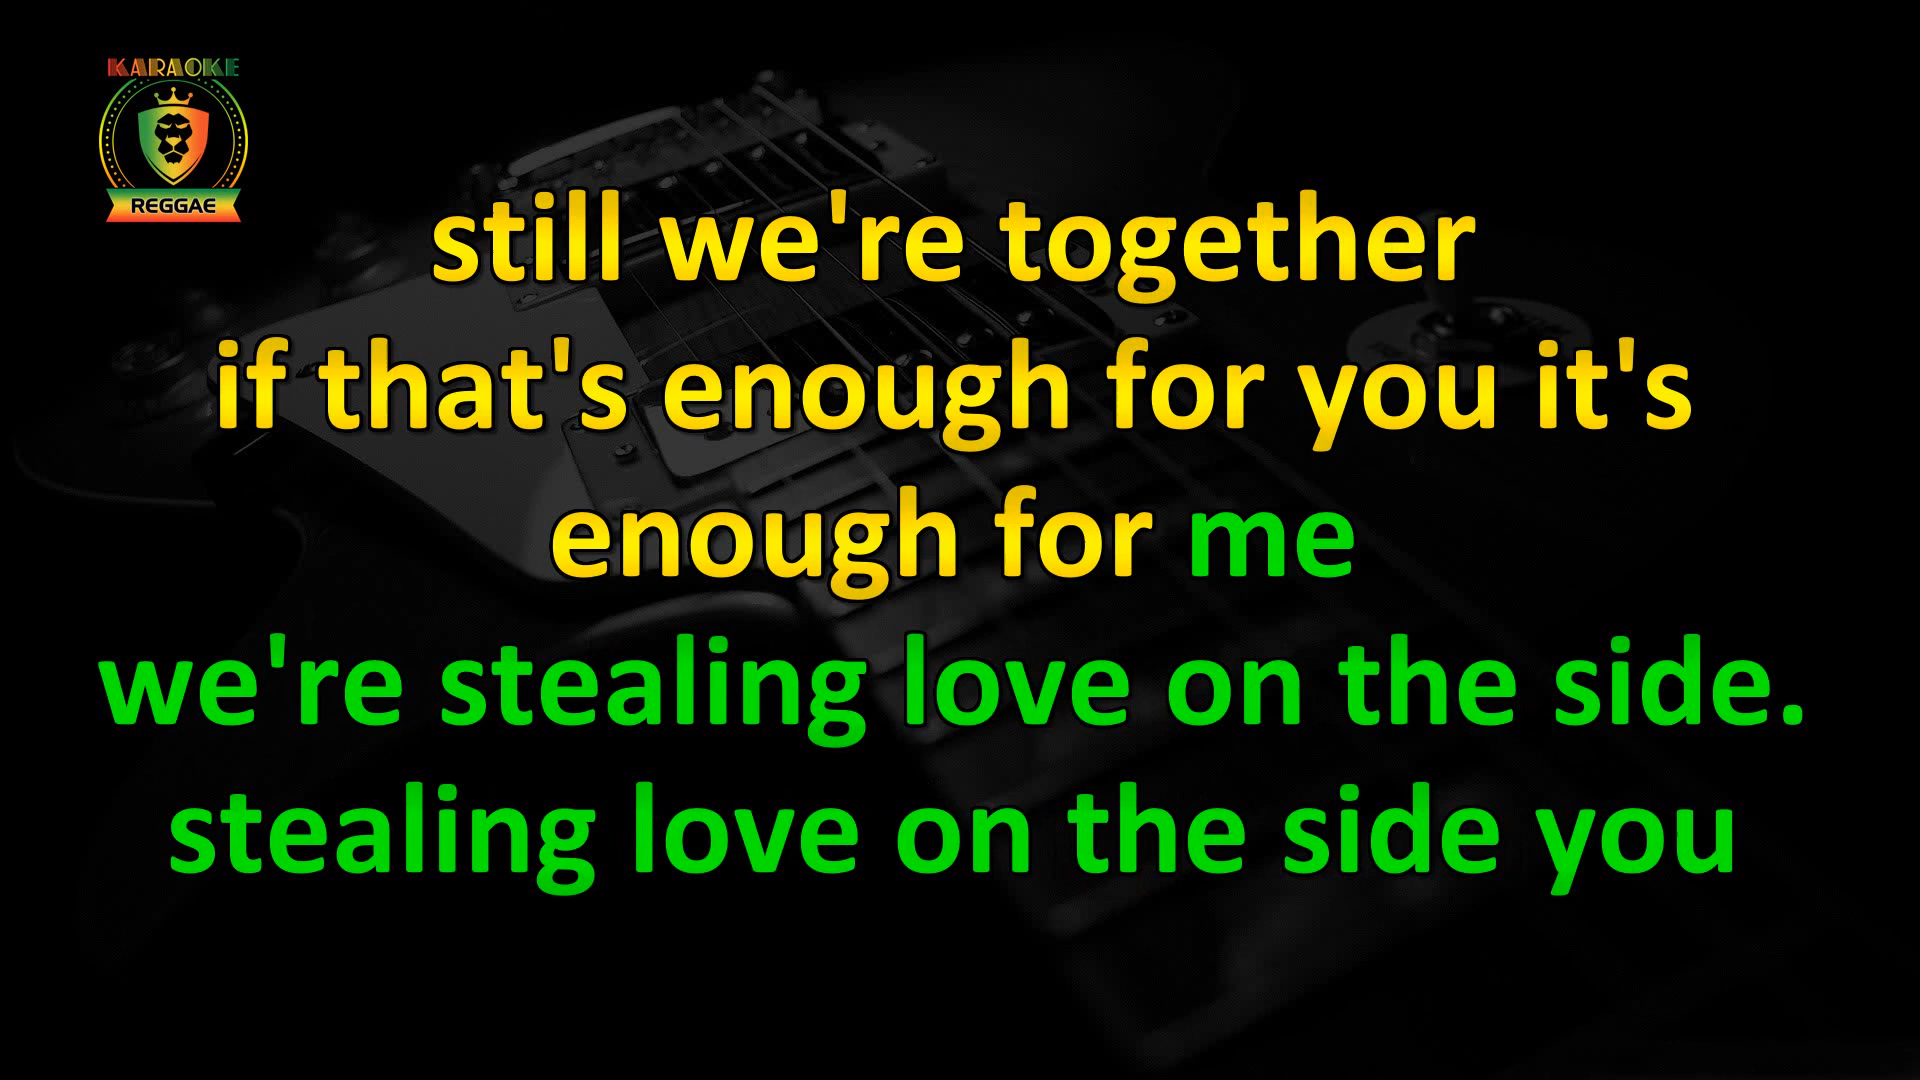 KARAOKE
REGGAE
still we're together
if that's enough for you it's
enough for me
we're stealing love on the side.
stealing love on the side you